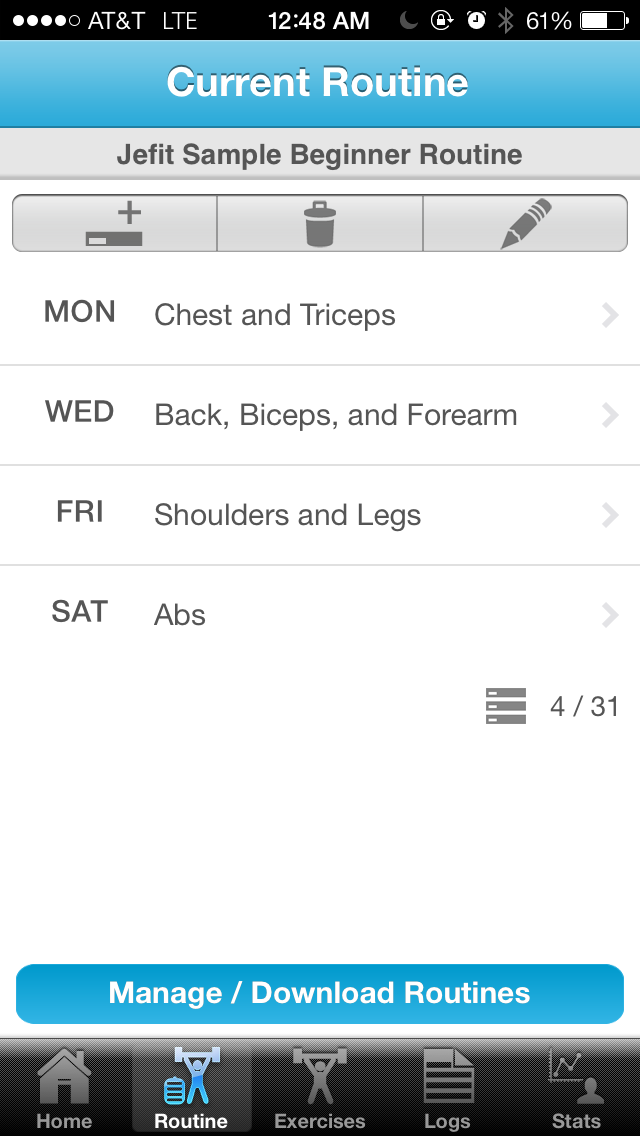 AT&T LTE 12:48 AM 61%
Current Routine
Jefit Sample Beginner Routine
MON Chest and Triceps
WED Back, Biceps, and Forearm
FRI Shoulders and Legs
SAT Abs
4 / 31
Manage / Download Routines
Home Routine Exercises Logs Stats